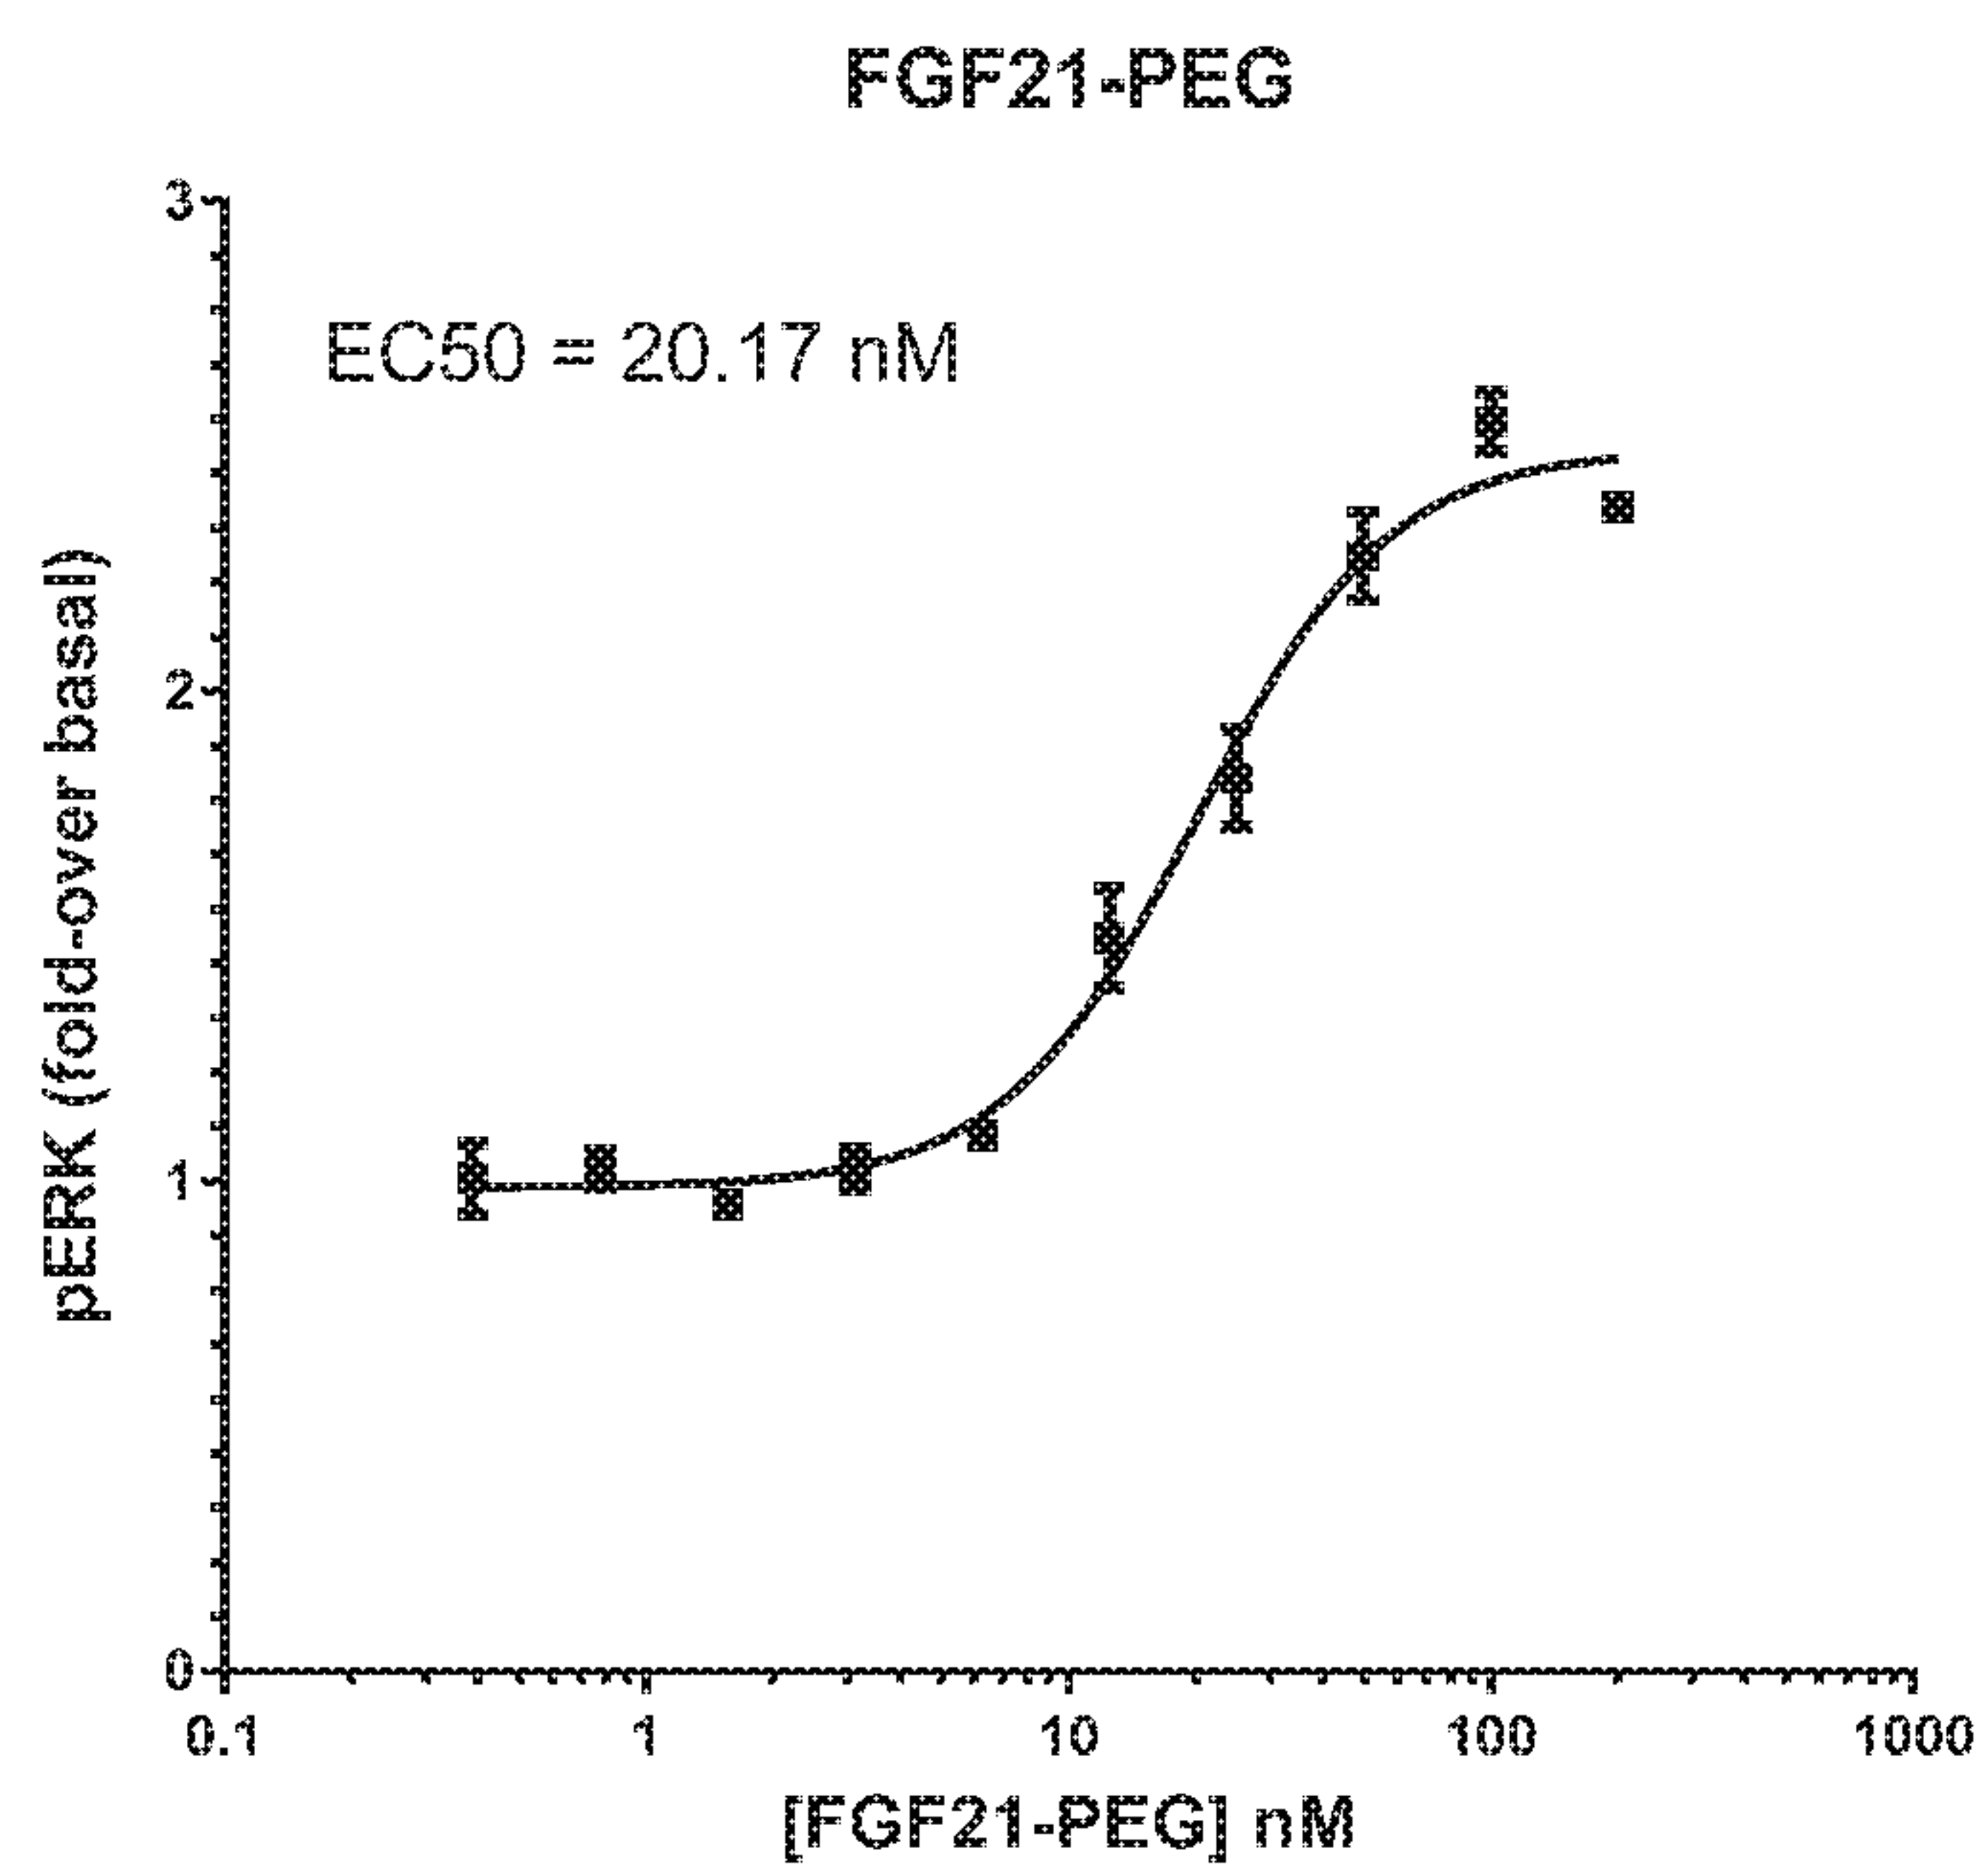 FGF21-PEG
3
EC50 = 20.17 nM
2
pERK (fold-over basal)
1
0
0.1 1 10 100 1000
[FGF21-PEG] nM